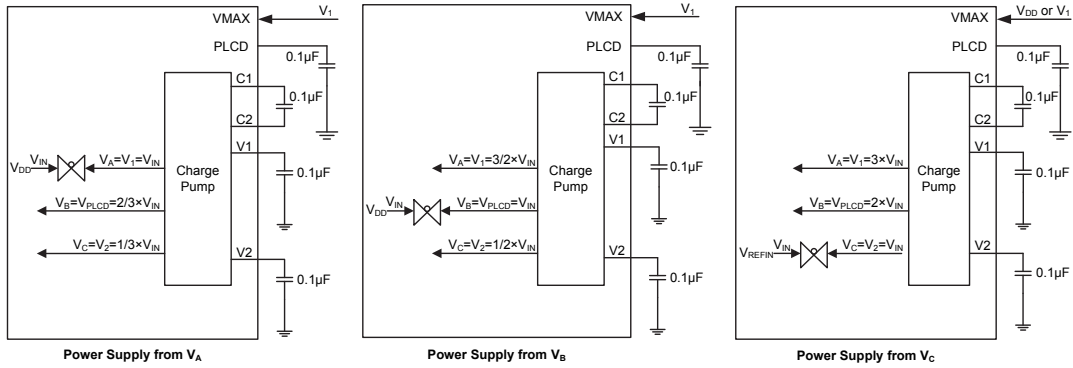 VMAX
V1
PLCD
0.1µF
C1
0.1µF
C2
V1
VIN
VDD
VA=V1=VIN
Charge
Pump
0.1µF
VB=VPLCD=2/3×VIN
VC=V2=1/3×VIN
V2
0.1µF
Power Supply from VA
VMAX
V1
PLCD
0.1µF
C1
0.1µF
C2
V1
VA=V1=3/2×VIN
Charge
Pump
0.1µF
VIN
VDD
VB=VPLCD=VIN
VC=V2=1/2×VIN
V2
0.1µF
Power Supply from VB
VMAX
VDD or V1
PLCD
0.1µF
C1
0.1µF
C2
V1
VA=V1=3×VIN
Charge
Pump
0.1µF
VB=VPLCD=2×VIN
VIN
VREFIN
VC=V2=VIN
V2
0.1µF
Power Supply from VC